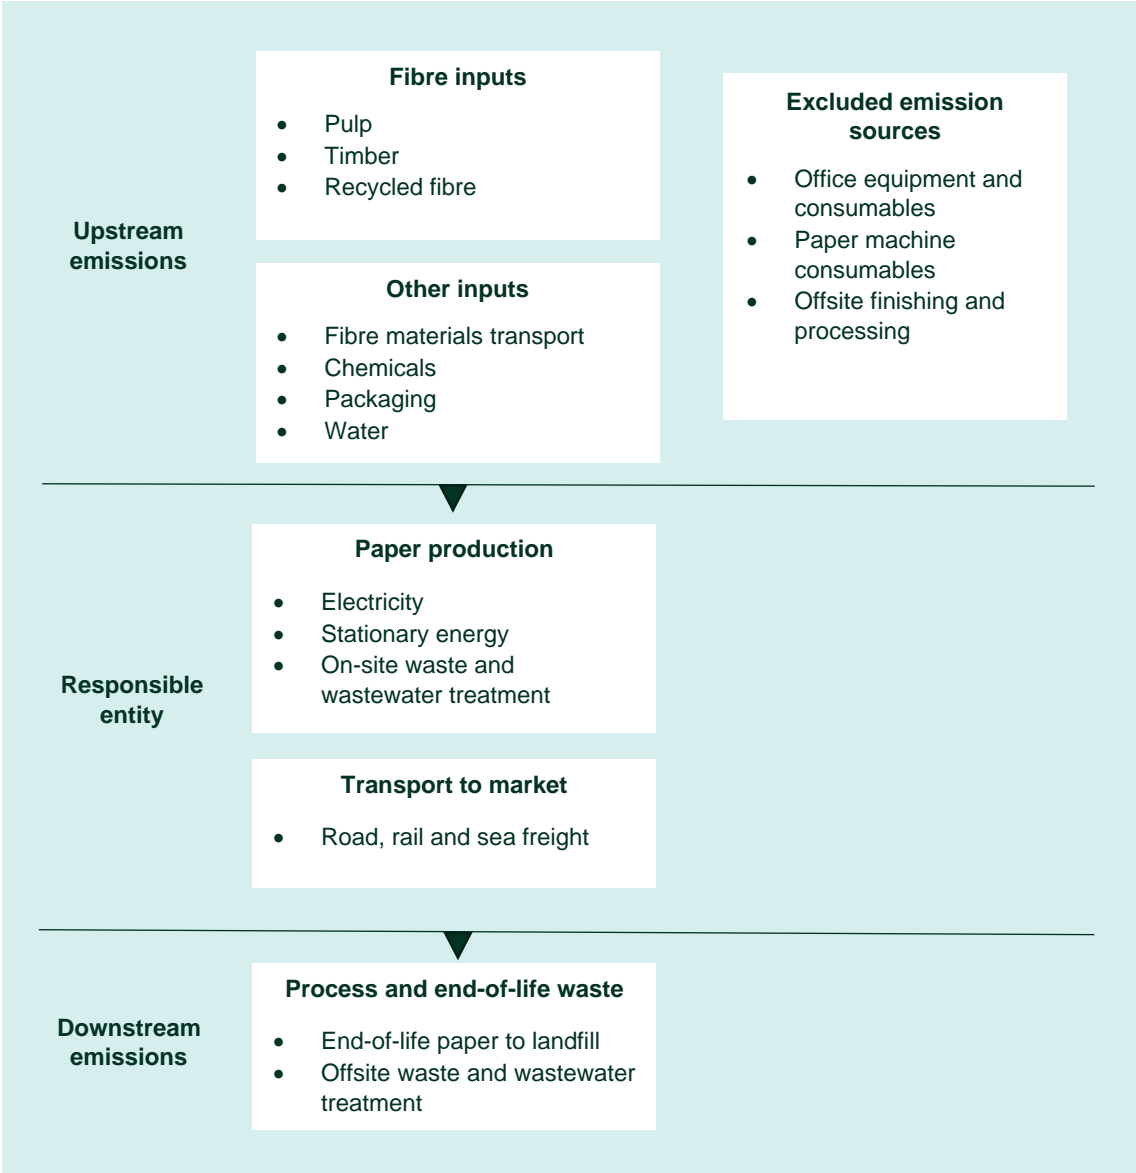 Upstream
emissions
Fibre inputs
• Pulp
• Timber
• Recycled fibre
Other inputs
• Fibre materials transport
• Chemicals
• Packaging
• Water
Excluded emission
sources
• Office equipment and
consumables
• Paper machine
consumables
• Offsite finishing and
processing
Responsible
entity
Paper production
• Electricity
• Stationary energy
• On-site waste and
wastewater treatment
Transport to market
• Road, rail and sea freight
Downstream
emissions
Process and end-of-life waste
• End-of-life paper to landfill
• Offsite waste and wastewater
treatment